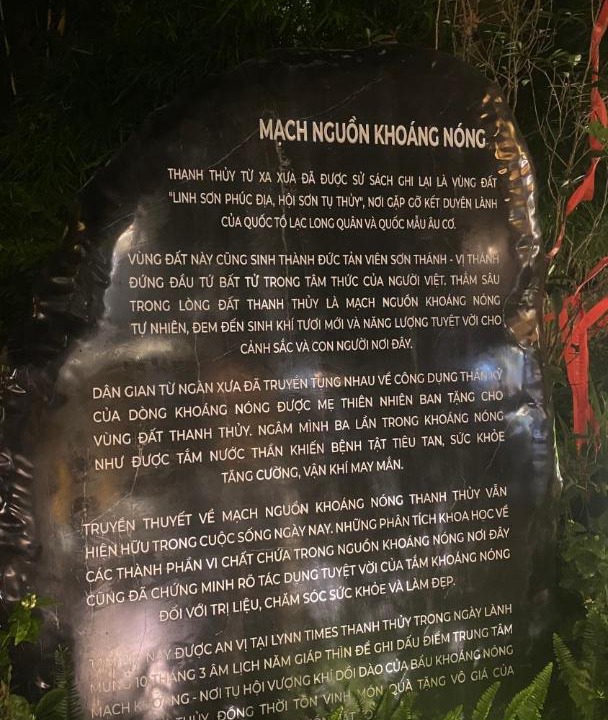 MẠCH NGUỒN KHOÁNG NÓNG
THANH THỦY TỪ XA XƯA ĐÃ ĐƯỢC SỬ SÁCH GHI LẠI LÀ VÙNG ĐẤT
"LINH SƠN PHÚC ĐỊA, HỘI SƠN TỤ THỦY", NƠI GẶP GỠ KẾT DUYÊN LÀNH
CỦA QUỐC TỔ LẠC LONG QUÂN VÀ QUỐC MẪU ÂU CƠ.
VÙNG ĐẤT NÀY CŨNG SINH THÀNH ĐỨC TẢN VIÊN SƠN THÁNH - VỊ THÁNH
ĐỨNG ĐẦU TỨ BẤT TỬ TRONG TÂM THỨC CỦA NGƯỜI VIỆT. THẲM SÂU
TRONG LÒNG ĐẤT THANH THỦY LÀ MẠCH NGUỒN KHOÁNG NÓNG
TỰ NHIÊN, ĐEM ĐẾN SINH KHÍ TƯƠI MỚI VÀ NĂNG LƯỢNG TUYỆT VỜI CHO
CẢNH SẮC VÀ CON NGƯỜI NƠI ĐÂY.
DÂN GIAN TỪ NGÀN XƯA ĐÃ TRUYỀN TỤNG NHAU VỀ CÔNG DỤNG THẦN KỲ
CỦA DÒNG KHOÁNG NÓNG ĐƯỢC MẸ THIÊN NHIÊN BAN TẶNG CHO
VÙNG ĐẤT THANH THỦY. NGÂM MÌNH BA LẦN TRONG KHOÁNG NÓNG
NHƯ ĐƯỢC TẮM NƯỚC THẦN KHIẾN BỆNH TẬT TIÊU TAN, SỨC KHỎE
TĂNG CƯỜNG, VẬN KHÍ MAY MẮN.
TRUYỀN THUYẾT VỀ MẠCH NGUỒN KHOÁNG NÓNG THANH THỦY VẪN
HIỆN HỮU TRONG CUỘC SỐNG NGÀY NAY. NHỮNG PHÂN TÍCH KHOA HỌC VỀ
CÁC THÀNH PHẦN VI CHẤT CHỨA TRONG NGUỒN KHOÁNG NÓNG NƠI ĐÂY
CŨNG ĐÃ CHỨNG MINH RÕ TÁC DỤNG TUYỆT VỜI CỦA TẮM KHOÁNG NÓNG
ĐỐI VỚI TRỊ LIỆU, CHĂM SÓC SỨC KHỎE VÀ LÀM ĐẸP.
NÀY ĐƯỢC AN VỊ TẠI LYNN TIMES THANH THỦY TRONG NGÀY LÀNH
MÙNG 10 THÁNG 3 ÂM LỊCH NĂM GIÁP THÌN ĐỂ GHI DẤU ĐIỂM TRUNG TÂM
MẠCH KHOÁNG - NƠI TỤ HỘI VƯỢNG KHÍ DỒI DÀO CỦA BẦU KHOÁNG NÓNG
THỦY, ĐỒNG THỜI TÔN VINH MÓN QUÀ TẶNG VÔ GIÁ CỦA